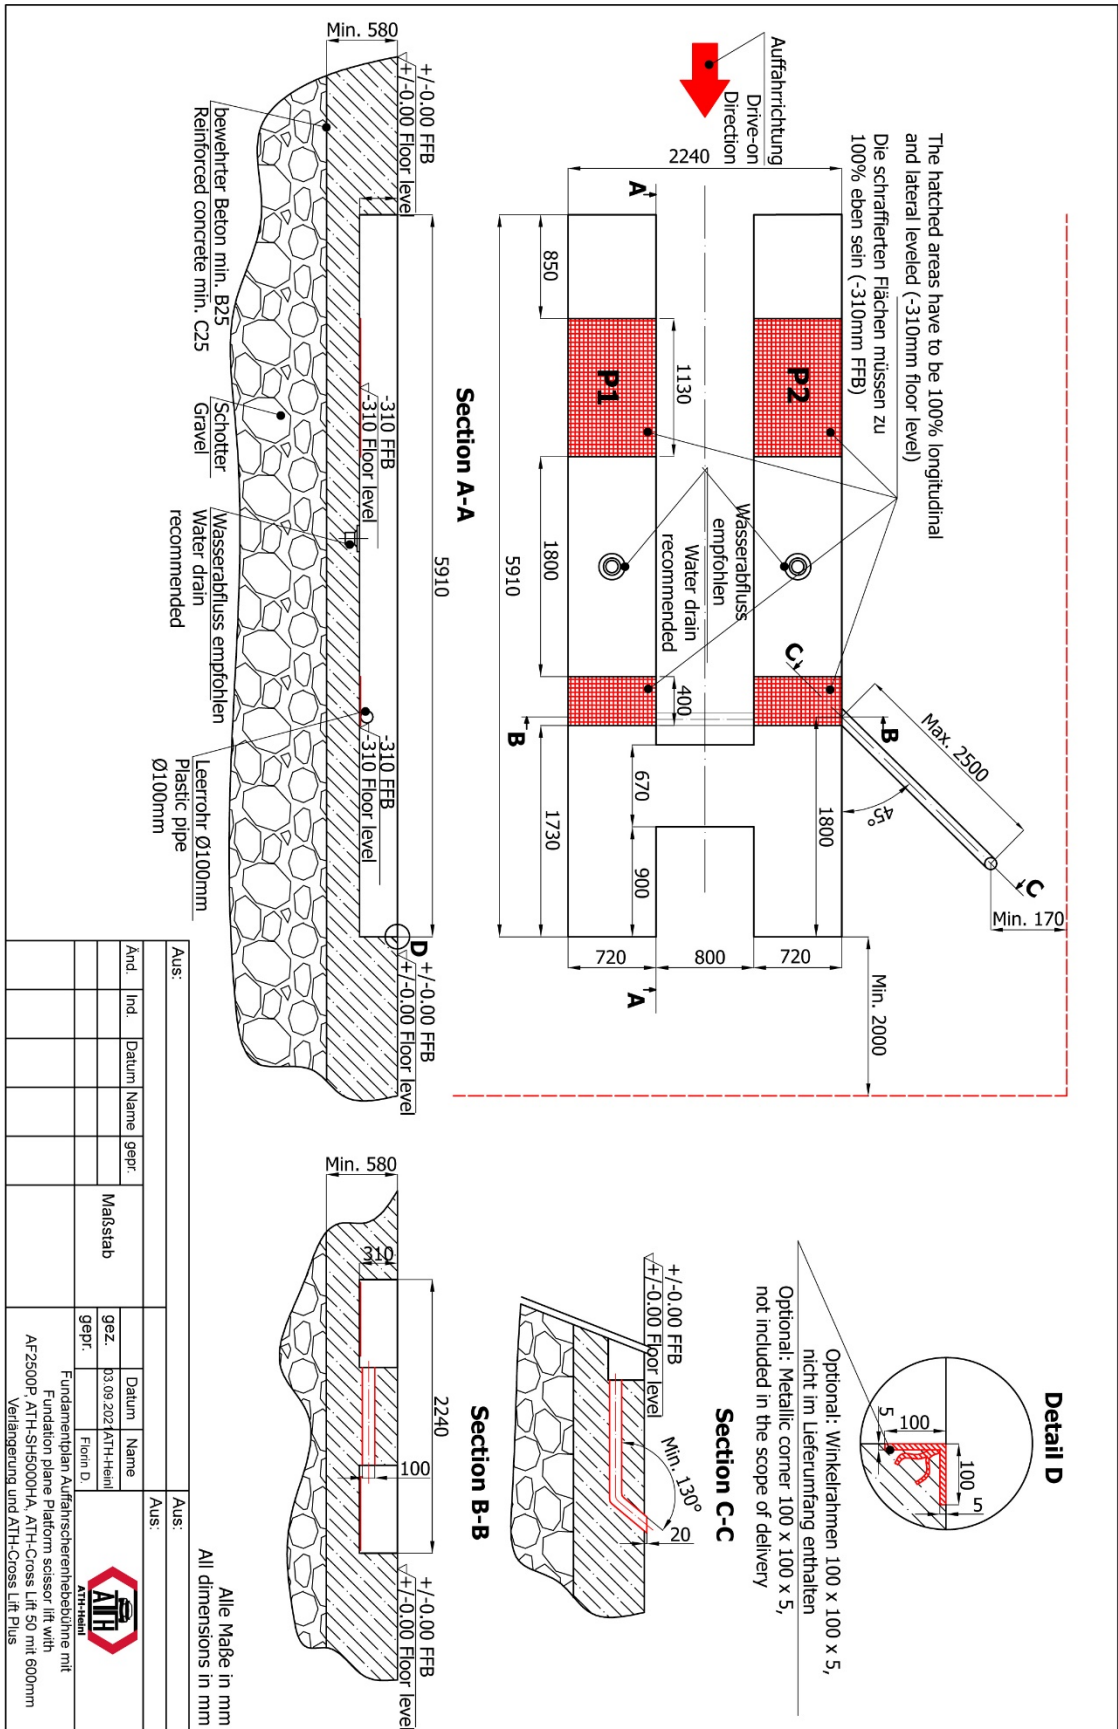 The hatched areas have to be 100% longitudinal
and lateral leveled (-310mm floor level)
Die schraffierten Flächen müssen zu
100% eben sein (-310mm FFB)
Auffahrrichtung
Drive-on
Direction
2240
A
A
850
1130
1800
5910
400
1730
670
900
1800
P1
P2
Wasserabfluss
empfohlen
Water drain
recommended
B
B
C
C
Max. 2500
45°
Min. 170
Min. 2000
720
800
720
Section A-A
5910
Min. 580
+/-0.00 FFB
+/-0.00 Floor level
-310 FFB
-310 Floor level
-310 FFB
-310 Floor level
D
+/-0.00 FFB
+/-0.00 Floor level
bewehrter Beton min. B25
Reinforced concrete min. C25
Schotter
Gravel
Wasserabfluss empfohlen
Water drain
recommended
Leerrohr Ø100mm
Plastic pipe
Ø100mm
Detail D
5
100
100
5
Optional: Winkelrahmen 100 x 100 x 5,
nicht im Lieferumfang enthalten
Optional: Metallic corner 100 x 100 x 5,
not included in the scope of delivery
Section C-C
+/-0.00 FFB
+/-0.00 Floor level
Min. 130°
20
Section B-B
2240
Min. 580
310
100
+/-0.00 FFB
+/-0.00 Floor level
Alle Maße in mm
All dimensions in mm
Aus:
Aus:
Aus:
Änd.
Ind.
Datum
Name
gepr.
Maßstab
Datum
Name
gez.
03.09.2021
ATH-Heinl
gepr.
Florin D.
ATH
ATH-Heinl
Fundamentplan Auffahrscherenhebebühne mit
Fundation plane Platform scissor lift with
AF2500P, ATH-SH5000HA, ATH-Cross Lift 50 mit 600mm
Verlängerung und ATH-Cross Lift Plus